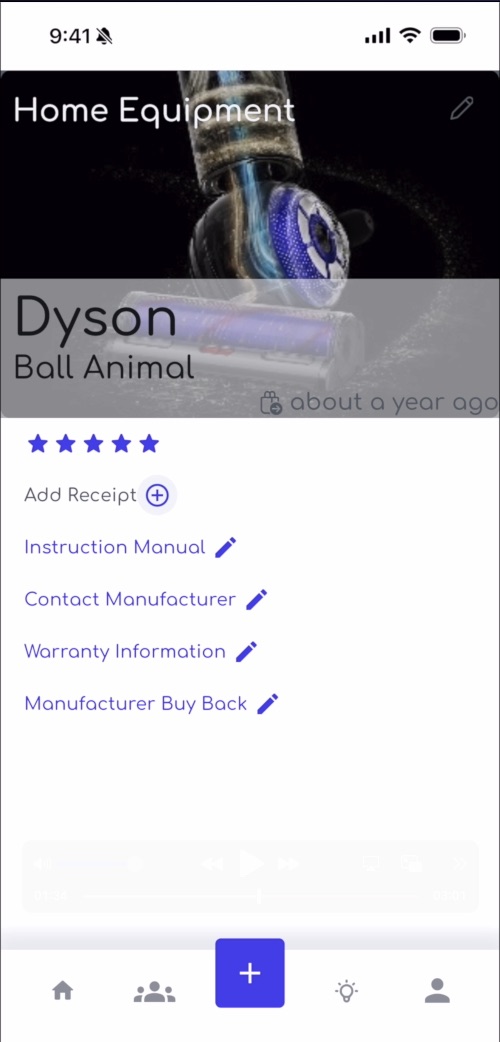 9:41
Home Equipment
Dyson
Ball Animal
about a year ago
Add Receipt
Instruction Manual
Contact Manufacturer
Warranty Information
Manufacturer Buy Back